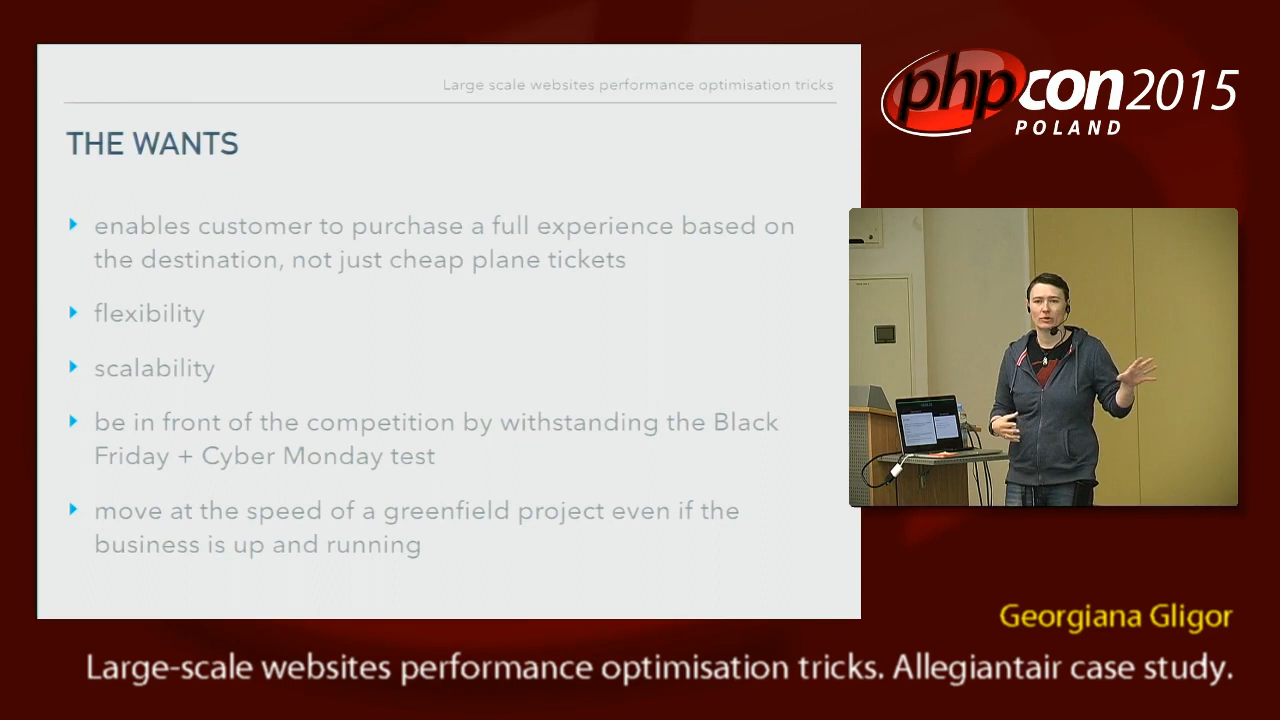 Large scale websites performance optimisation tricks
THE WANTS
enables customer to purchase a full experience based on
the destination, not just cheap plane tickets
flexibility
scalability
be in front of the competition by withstanding the Black
Friday + Cyber Monday test
move at the speed of a greenfield project even if the
business is up and running
phpcon2015
POLAND
Georgiana Gligor
Large-scale websites performance optimisation tricks. Allegiantair case study.